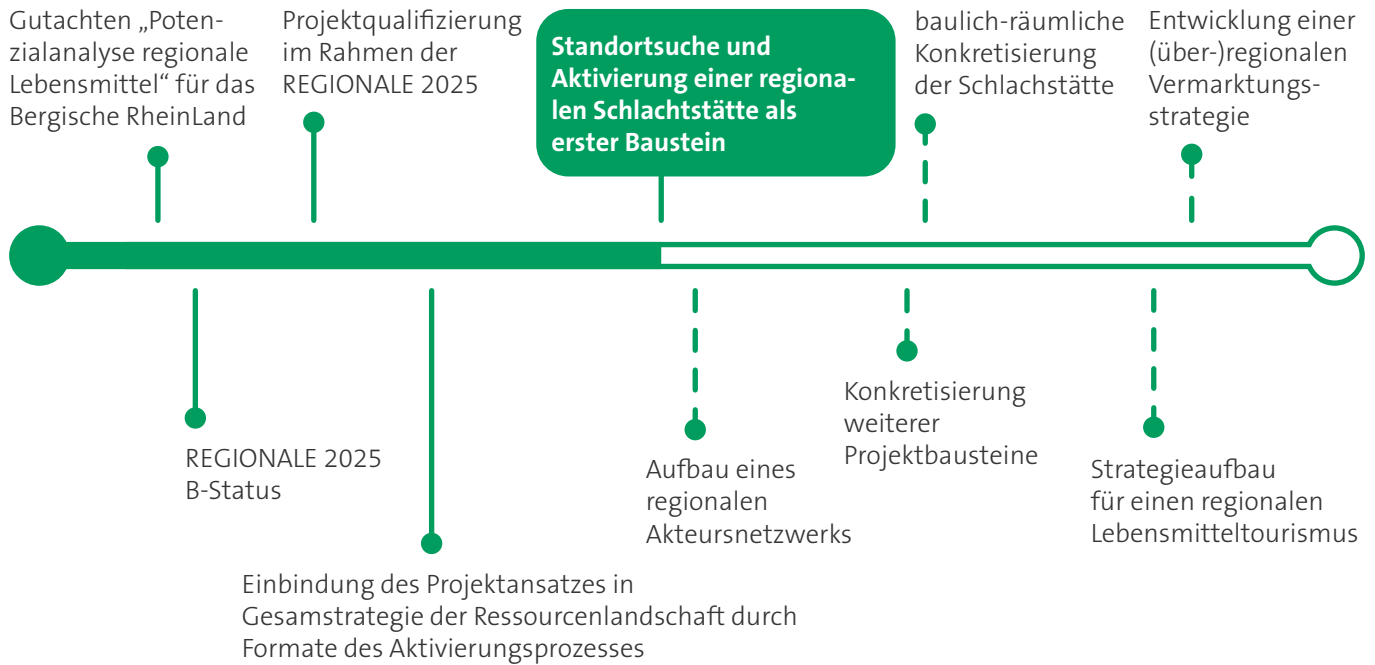 Gutachten „Poten-
zialanalyse regionale
Lebensmittel“ für das
Bergische RheinLand
Projektqualifizierung
im Rahmen der
REGIONALE 2025
Standortsuche und
Aktivierung einer regiona-
len Schlachtstätte als
erster Baustein
baulich-räumliche
Konkretisierung
der Schlachstätte
Entwicklung einer
(über-)regionalen
Vermarktungs-
strategie
REGIONALE 2025
B-Status
Einbindung des Projektansatzes in
Gesamstrategie der Ressourcenlandschaft durch
Formate des Aktivierungsprozesses
Aufbau eines
regionalen
Akteursnetzwerks
Konkretisierung
weiterer
Projektbausteine
Strategieaufbau
für einen regionalen
Lebensmitteltourismus